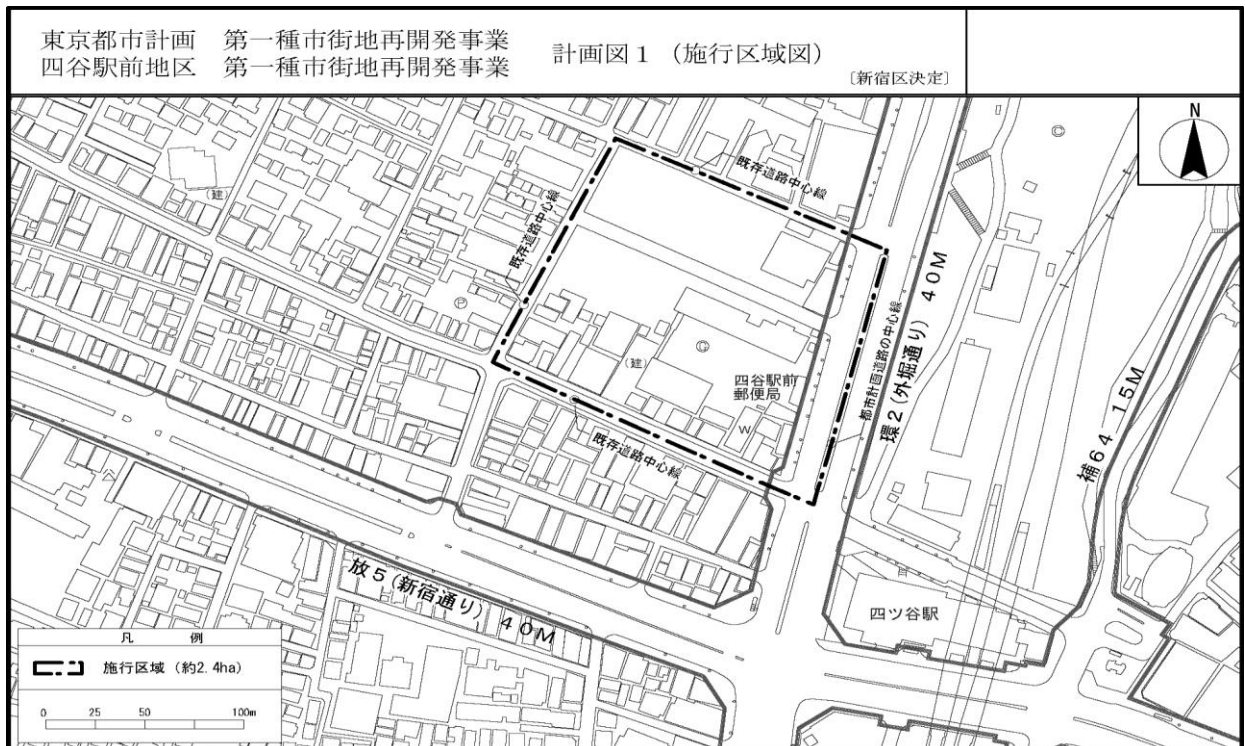 東京都市計画　第一種市街地再開発事業
四谷駅前地区　第一種市街地再開発事業
計画図１（施行区域図）
〔新宿区決定〕
N
既存道路中心線
既存道路中心線
(建)
Ⓟ
Ⓒ
(建)
Ⓒ
四谷駅前
郵便局
W
既存道路中心線
都市計画道路の中心線
環２(外堀通り)　４０Ｍ
補６４　１５Ｍ
放５(新宿通り)　４０Ｍ
四ツ谷駅
凡　例
施行区域（約2.4ha）
0　25　50　100m